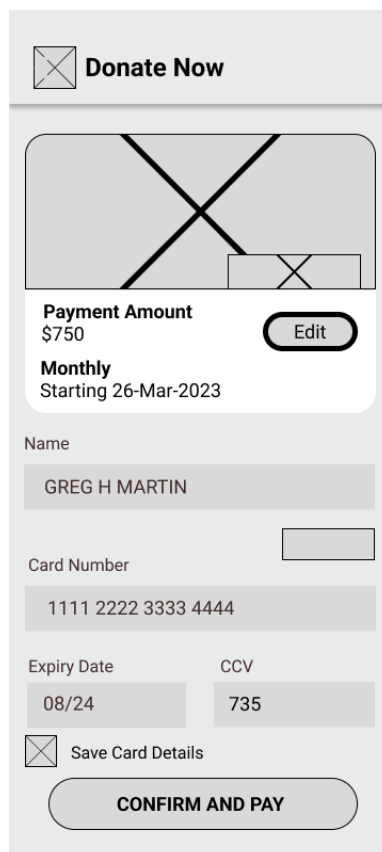 Donate Now
Payment Amount
$750
Edit
Monthly
Starting 26-Mar-2023
Name
GREG H MARTIN
Card Number
1111 2222 3333 4444
Expiry Date
CCV
08/24
735
Save Card Details
CONFIRM AND PAY